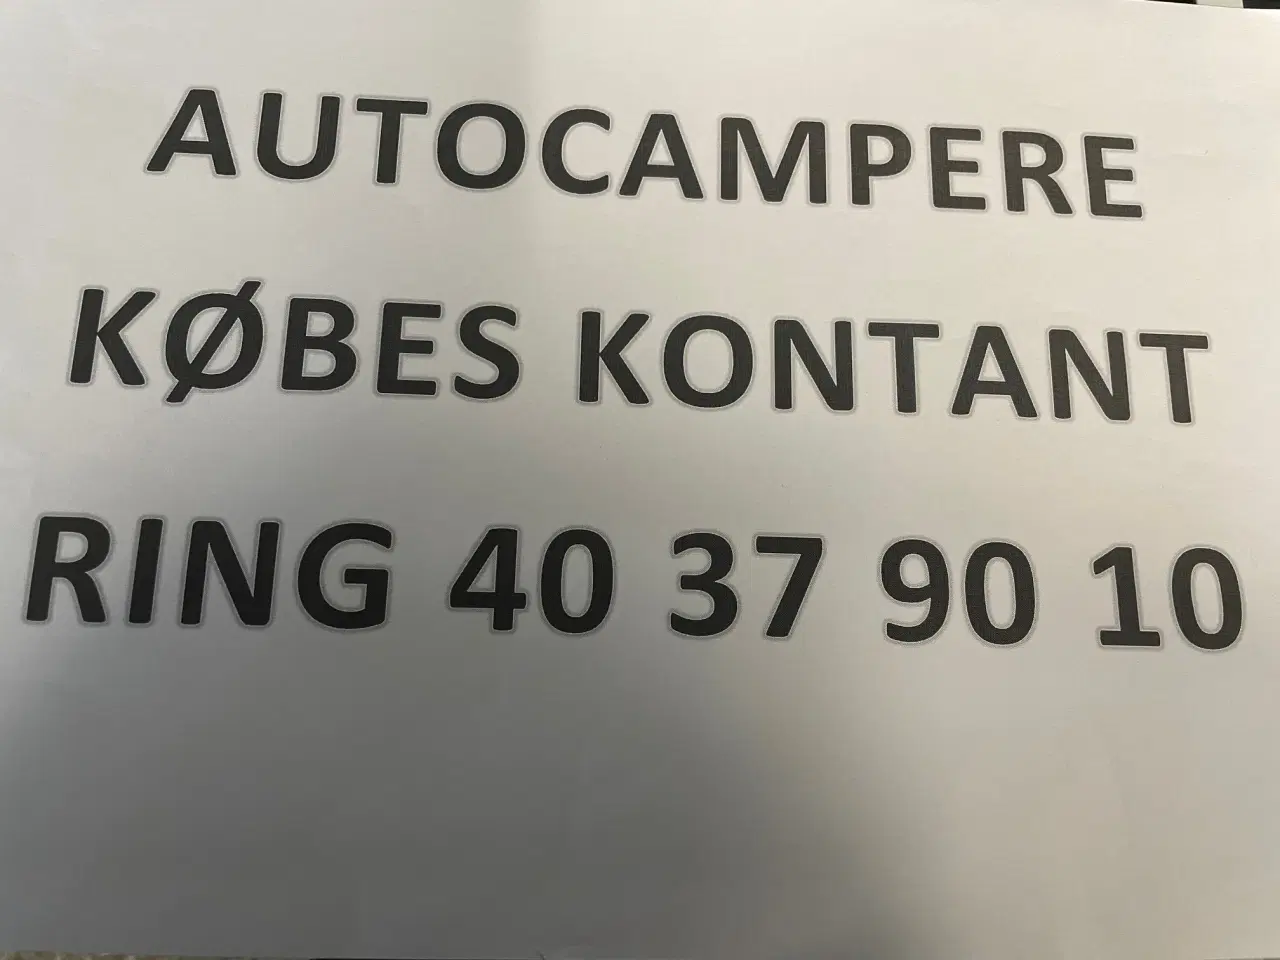 AUTOCAMPERE
KØBES KONTANT
RING 40 37 90 10